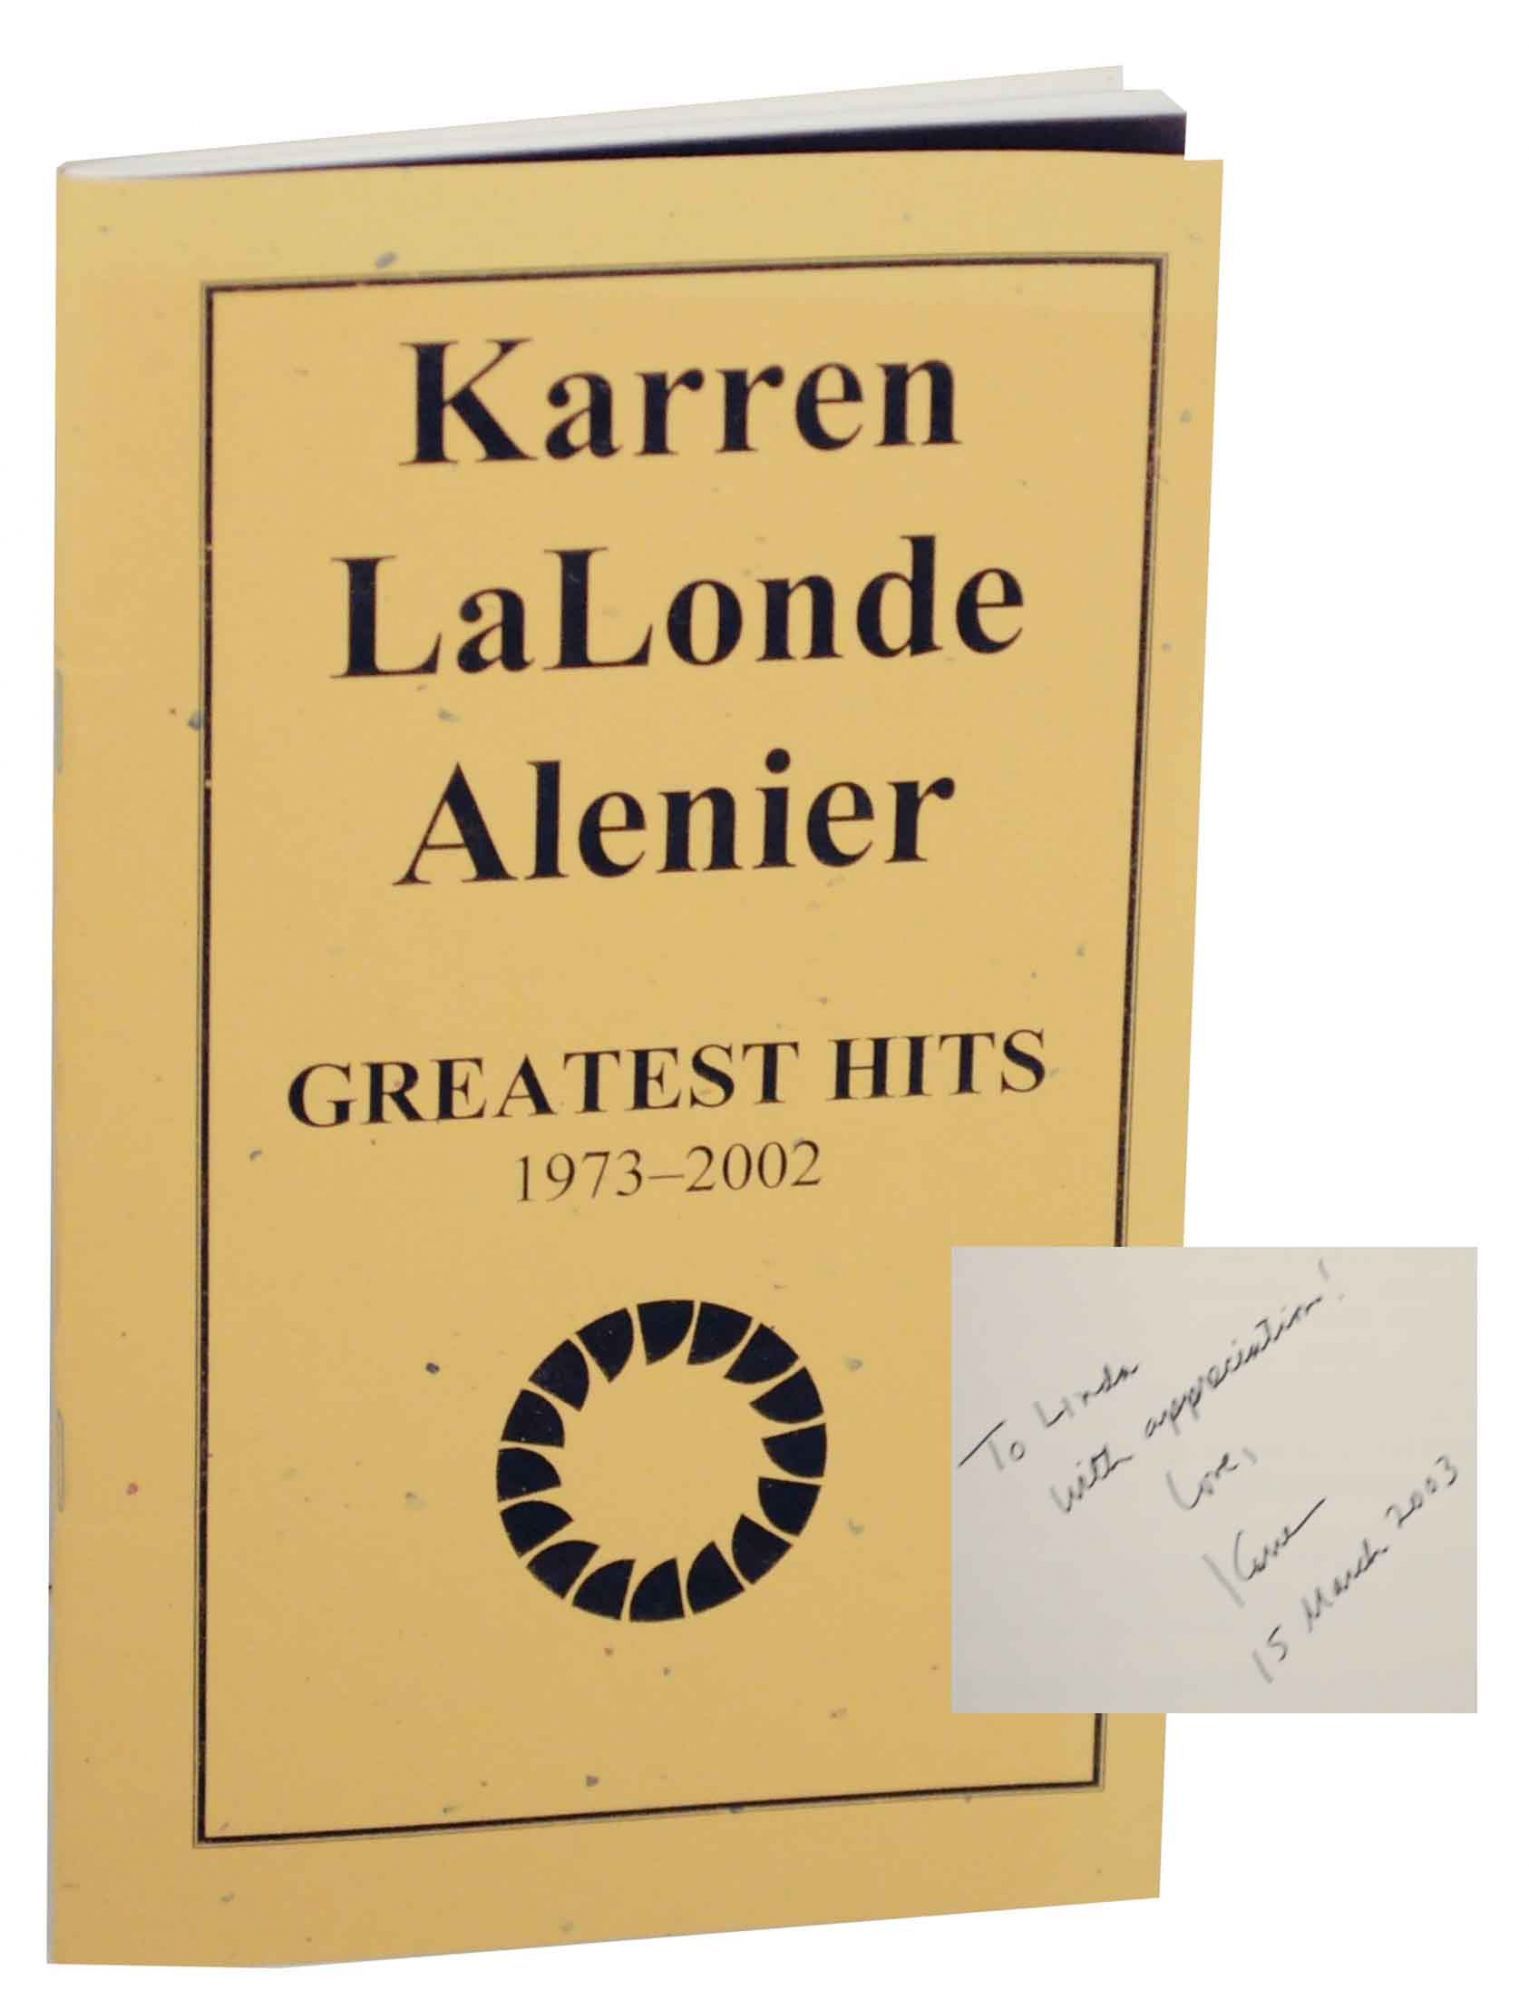 Karren
LaLonde
Alenier
GREATEST HITS
1973–2002
To Linda
with appreciation!
Love,
15 March 2003